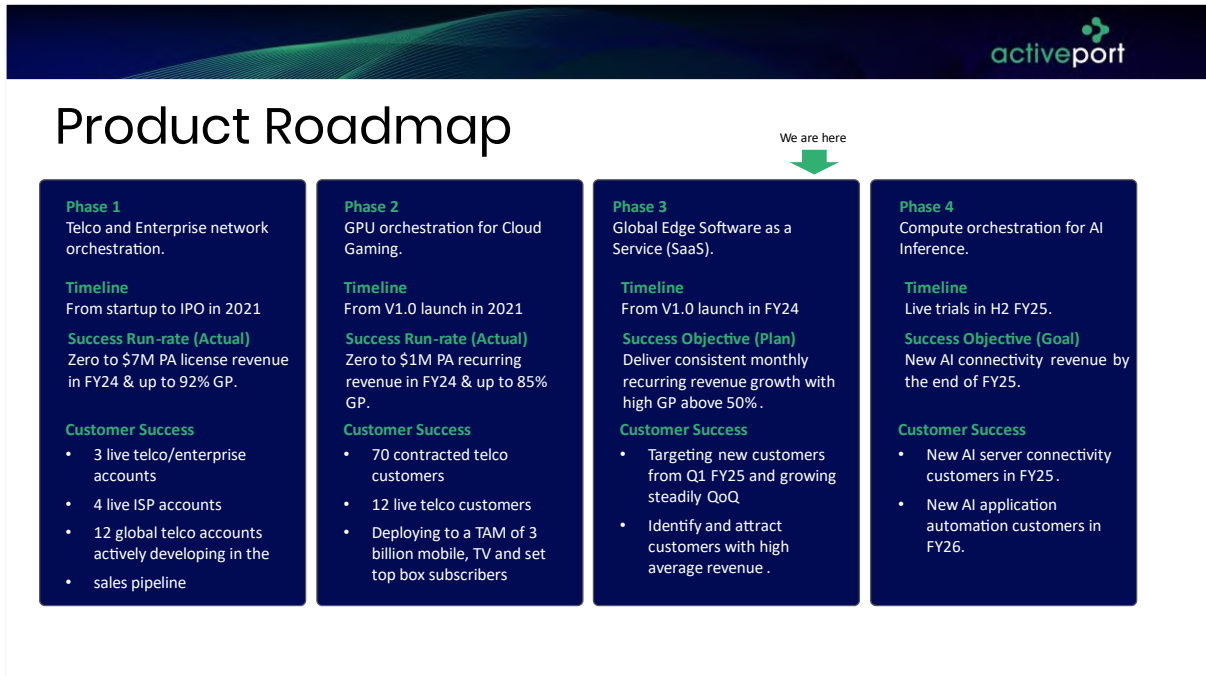 activeport
Product Roadmap
We are here
Phase 1
Telco and Enterprise network
orchestration.
Timeline
From startup to IPO in 2021
Success Run-rate (Actual)
Zero to $7M PA license revenue
in FY24 & up to 92% GP.
Customer Success
• 3 live telco/enterprise
accounts
• 4 live ISP accounts
• 12 global telco accounts
actively developing in the
• sales pipeline
Phase 2
GPU orchestration for Cloud
Gaming.
Timeline
From V1.0 launch in 2021
Success Run-rate (Actual)
Zero to $1M PA recurring
revenue in FY24 & up to 85%
GP.
Customer Success
• 70 contracted telco
customers
• 12 live telco customers
• Deploying to a TAM of 3
billion mobile, TV and set
top box subscribers
Phase 3
Global Edge Software as a
Service (SaaS).
Timeline
From V1.0 launch in FY24
Success Objective (Plan)
Deliver consistent monthly
recurring revenue growth with
high GP above 50% .
Customer Success
• Targeting new customers
from Q1 FY25 and growing
steadily QoQ
• Identify and attract
customers with high
average revenue .
Phase 4
Compute orchestration for AI
Inference.
Timeline
Live trials in H2 FY25.
Success Objective (Goal)
New AI connectivity revenue by
the end of FY25.
Customer Success
• New AI server connectivity
customers in FY25 .
• New AI application
automation customers in
FY26.